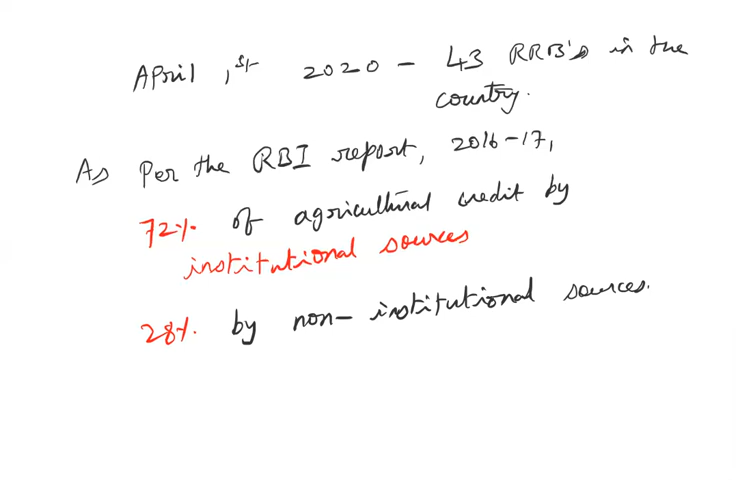 April 1st 2020 - 43 RRB's in the
country.
As Per the RBI report, 2016-17,
72% of agricultural credit by
institutional sources
28% by non-institutional sources.